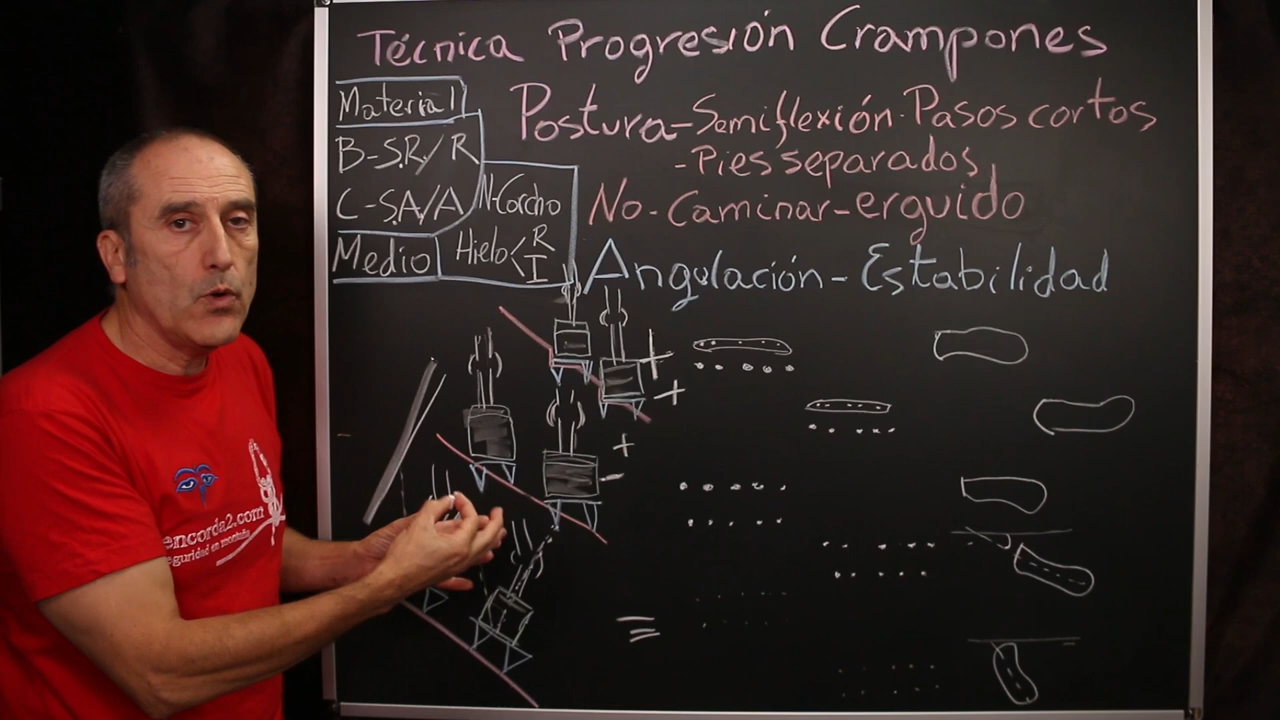 Técnica Progresión Crampones
Material
Postura-Semiflexión·Pasos cortos
B-S.R./R
-Pies separados
C-S.A/A
N-Corcho
No-Caminar-erguido
Medio
Hielo< R
I
Angulación-Estabilidad
+
+
+
-
=
encorda2.com
seguridad en montaña